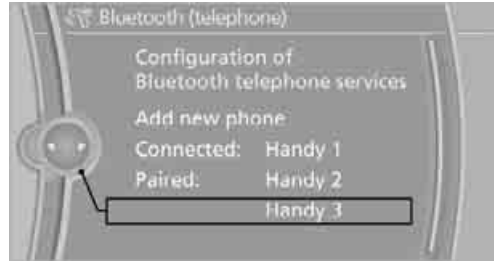 Bluetooth (telephone)
Configuration of
Bluetooth telephone services
Add new phone
Connected: Handy 1
Paired: Handy 2
Handy 3